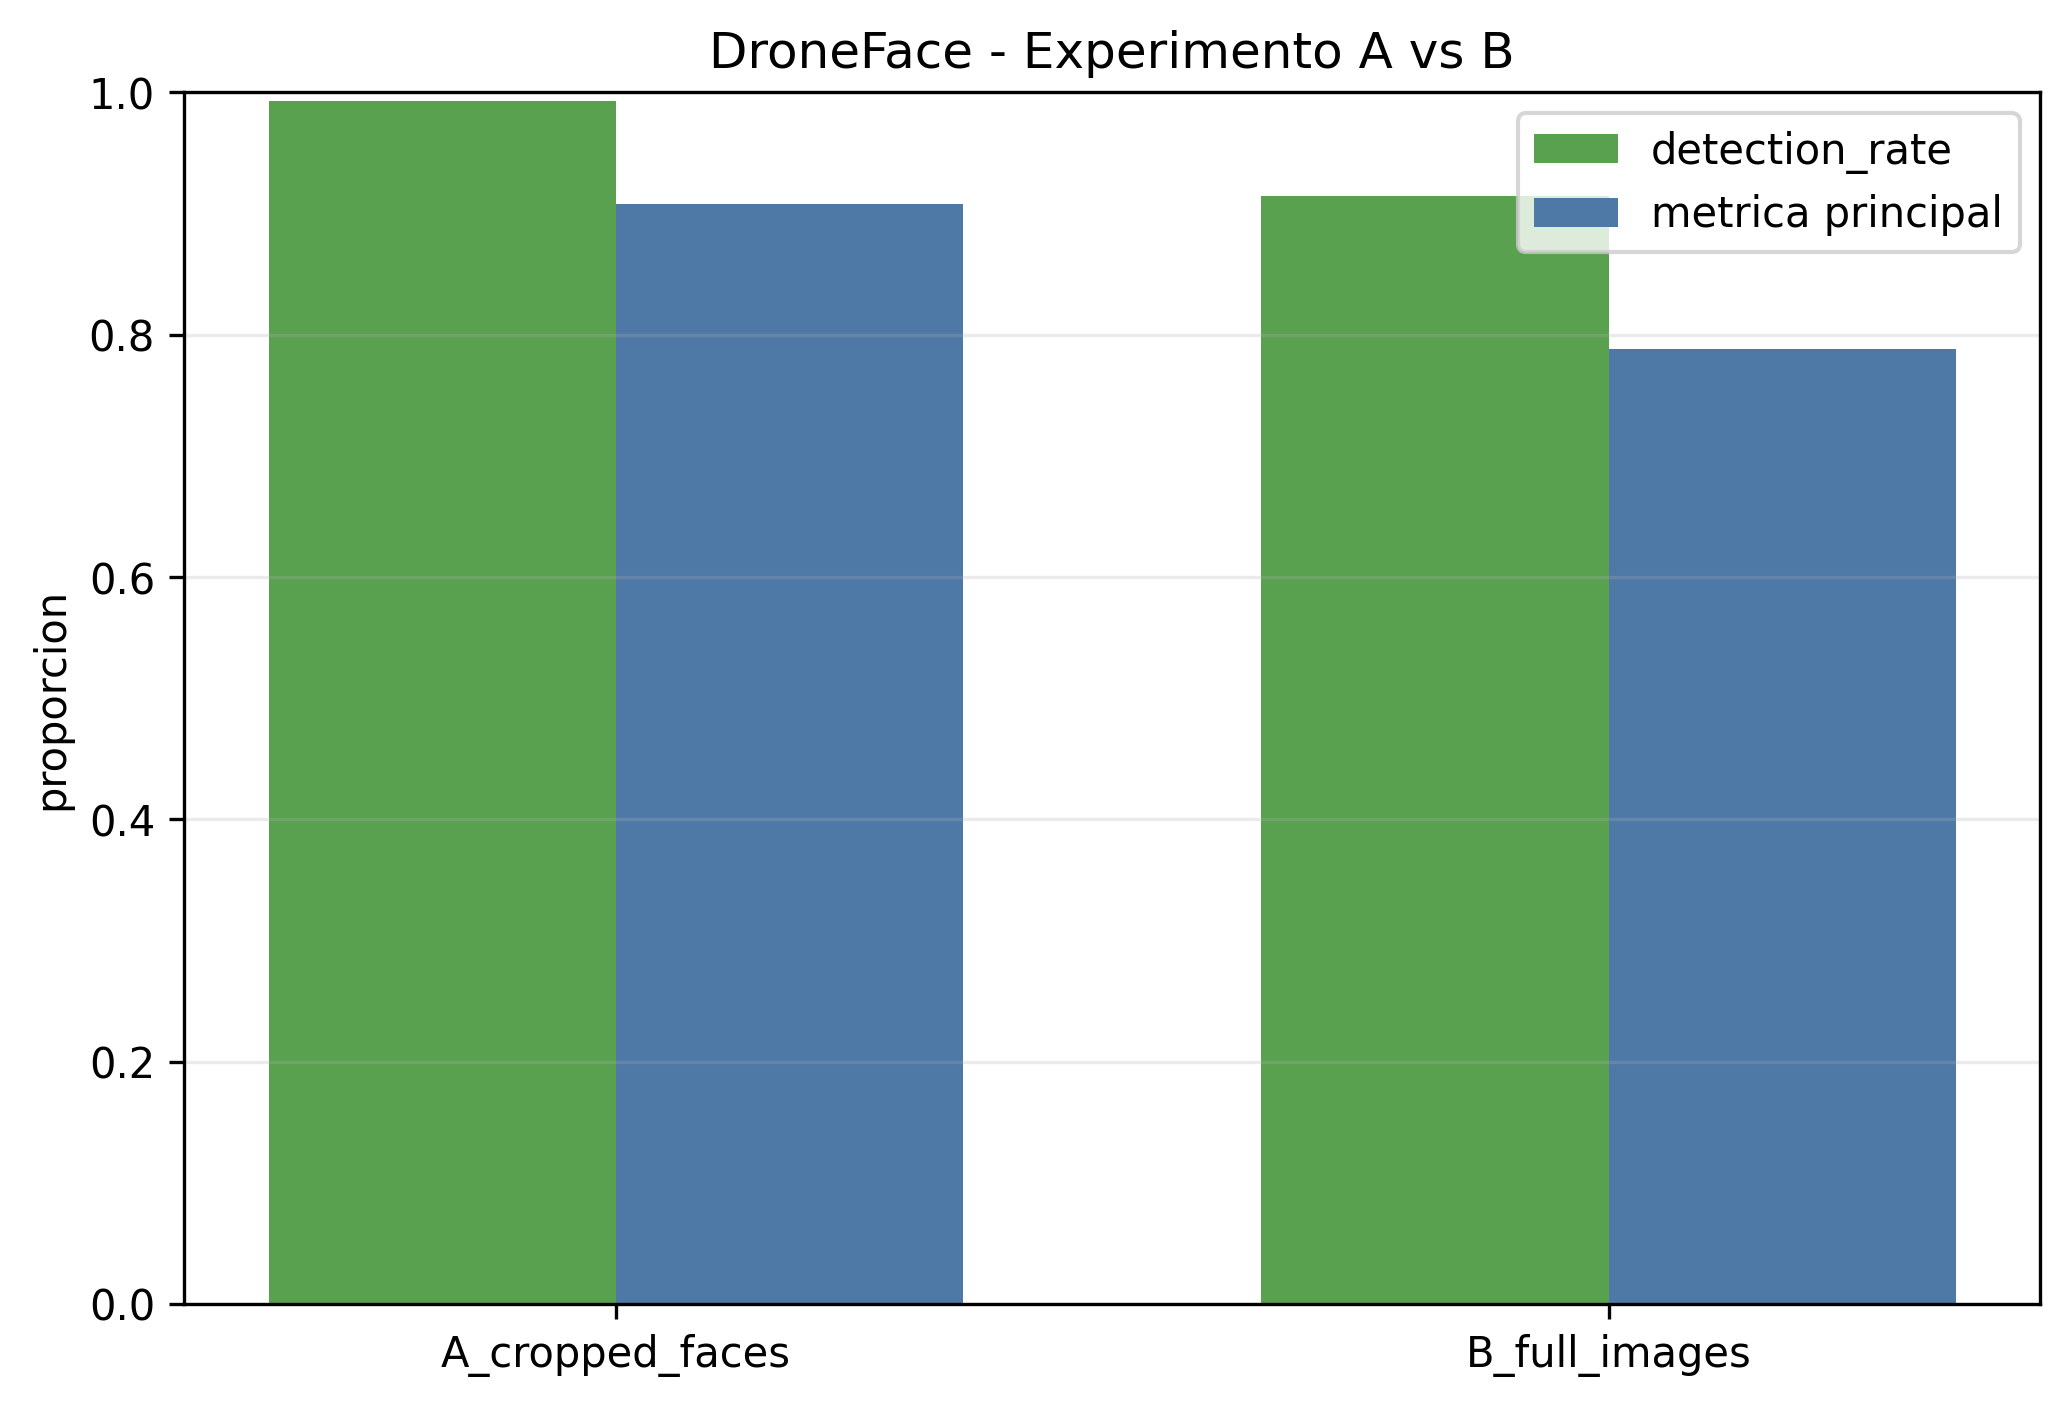 DroneFace - Experimento A vs B
detection_rate
metrica principal
proporcion
1.0
0.8
0.6
0.4
0.2
0.0
A_cropped_faces
B_full_images